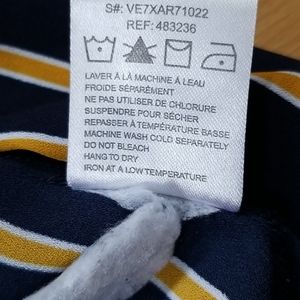 S#: VE7XAR71022
REF: 483236
LAVER À LA MACHINE À L'EAU
FROIDE SÉPARÉMENT
NE PAS UTILISER DE CHLORURE
SUSPENDRE POUR SÉCHER
REPASSER À TEMPÉRATURE BASSE
MACHINE WASH COLD SEPARATELY
DO NOT BLEACH
HANG TO DRY
IRON AT A LOW TEMPERATURE